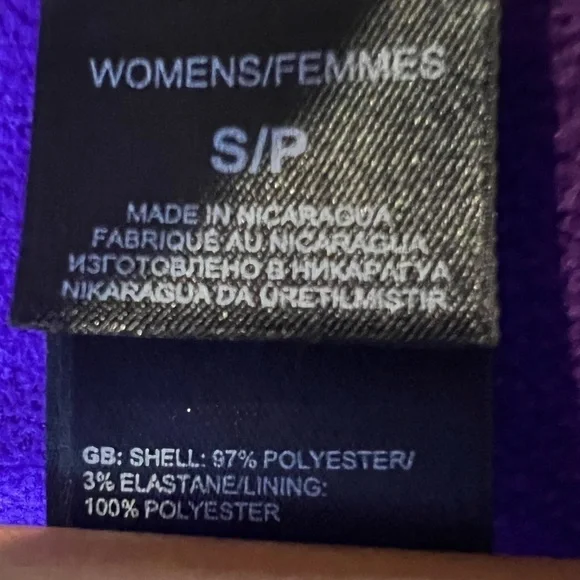 WOMENS/FEMMES
S/P
MADE IN NICARAGUA
FABRIQUÉ AU NICARAGUA
ИЗГОТОВЛЕНО В НИКАРАГУА
NIKARAGUA DA ÜRETILMISTIR
GB: SHELL: 97% POLYESTER/
3% ELASTANE/LINING:
100% POLYESTER